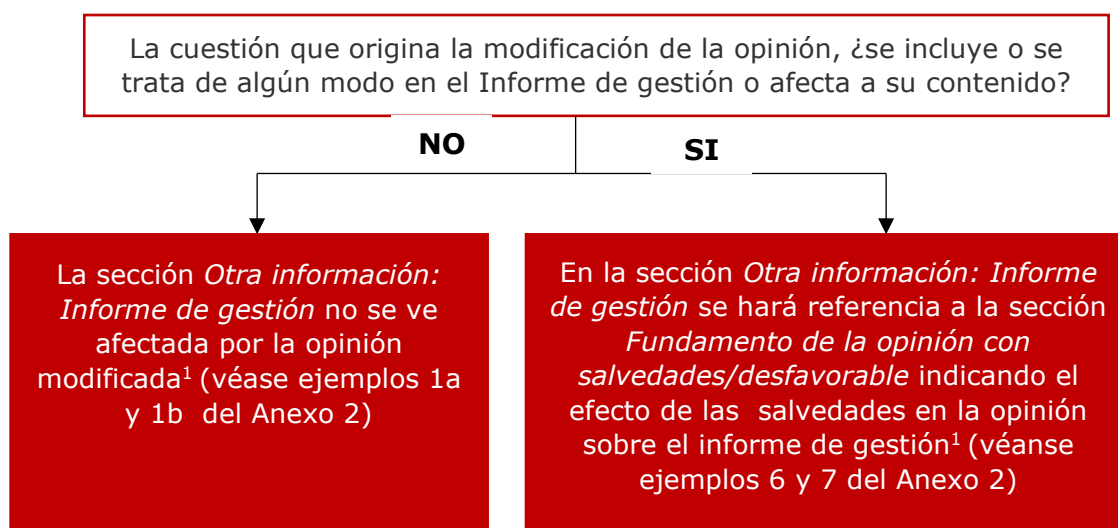 La cuestión que origina la modificación de la opinión, ¿se incluye o se
trata de algún modo en el Informe de gestión o afecta a su contenido?
NO
SI
La sección Otra información:
Informe de gestión no se ve
afectada por la opinión
modificada¹ (véase ejemplos 1a
y 1b del Anexo 2)
En la sección Otra información: Informe
de gestión se hará referencia a la sección
Fundamento de la opinión con
salvedades/desfavorable indicando el
efecto de las salvedades en la opinión
sobre el informe de gestión¹ (véanse
ejemplos 6 y 7 del Anexo 2)